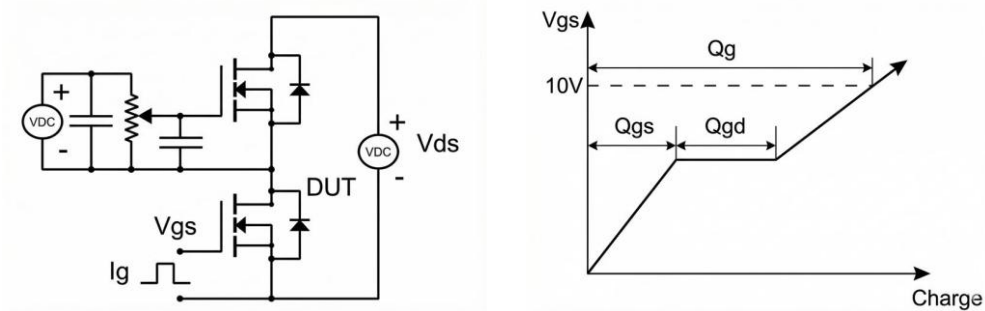 VDC
+
-
Vgs
Ig
DUT
VDC
+
-
Vds
Vgs
Qg
10V
Qgs
Qgd
Charge